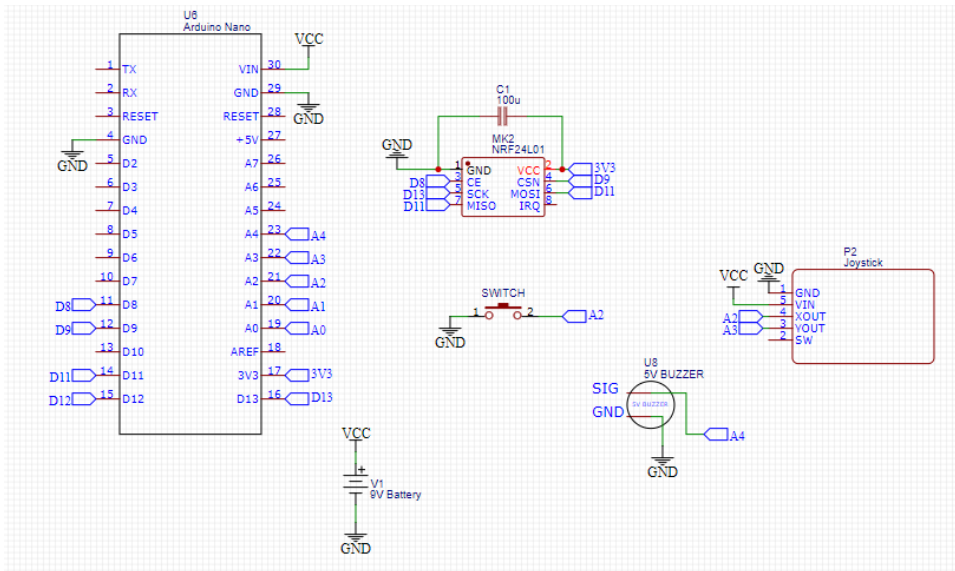 U6
Arduino Nano
1 TX
2 RX
3 RESET
4 GND
GND
5 D2
6 D3
7 D4
8 D5
9 D6
10 D7
D8 11 D8
D9 12 D9
13 D10
D11 14 D11
D12 15 D12
VCC
VIN 30
GND 29
GND
RESET 28
+5V 27
A7 26
A6 25
A5 24
A4 23 A4
A3 22 A3
A2 21 A2
A1 20 A1
A0 19 A0
AREF 18
3V3 17 3V3
D13 16 D13
VCC
+
V1
9V Battery
GND
C1
100u
MK2
NRF24L01
GND
1 GND VCC 2 3V3
D8 3 CE CSN 4 D9
D13 5 SCK MOSI 6 D11
D11 7 MISO IRQ 8
SWITCH
1 2 A2
GND
U8
5V BUZZER
SIG
GND
5V BUZZER
A4
GND
P2
Joystick
VCC GND
1 GND
5 VIN
A2 4 XOUT
A3 3 YOUT
2 SW